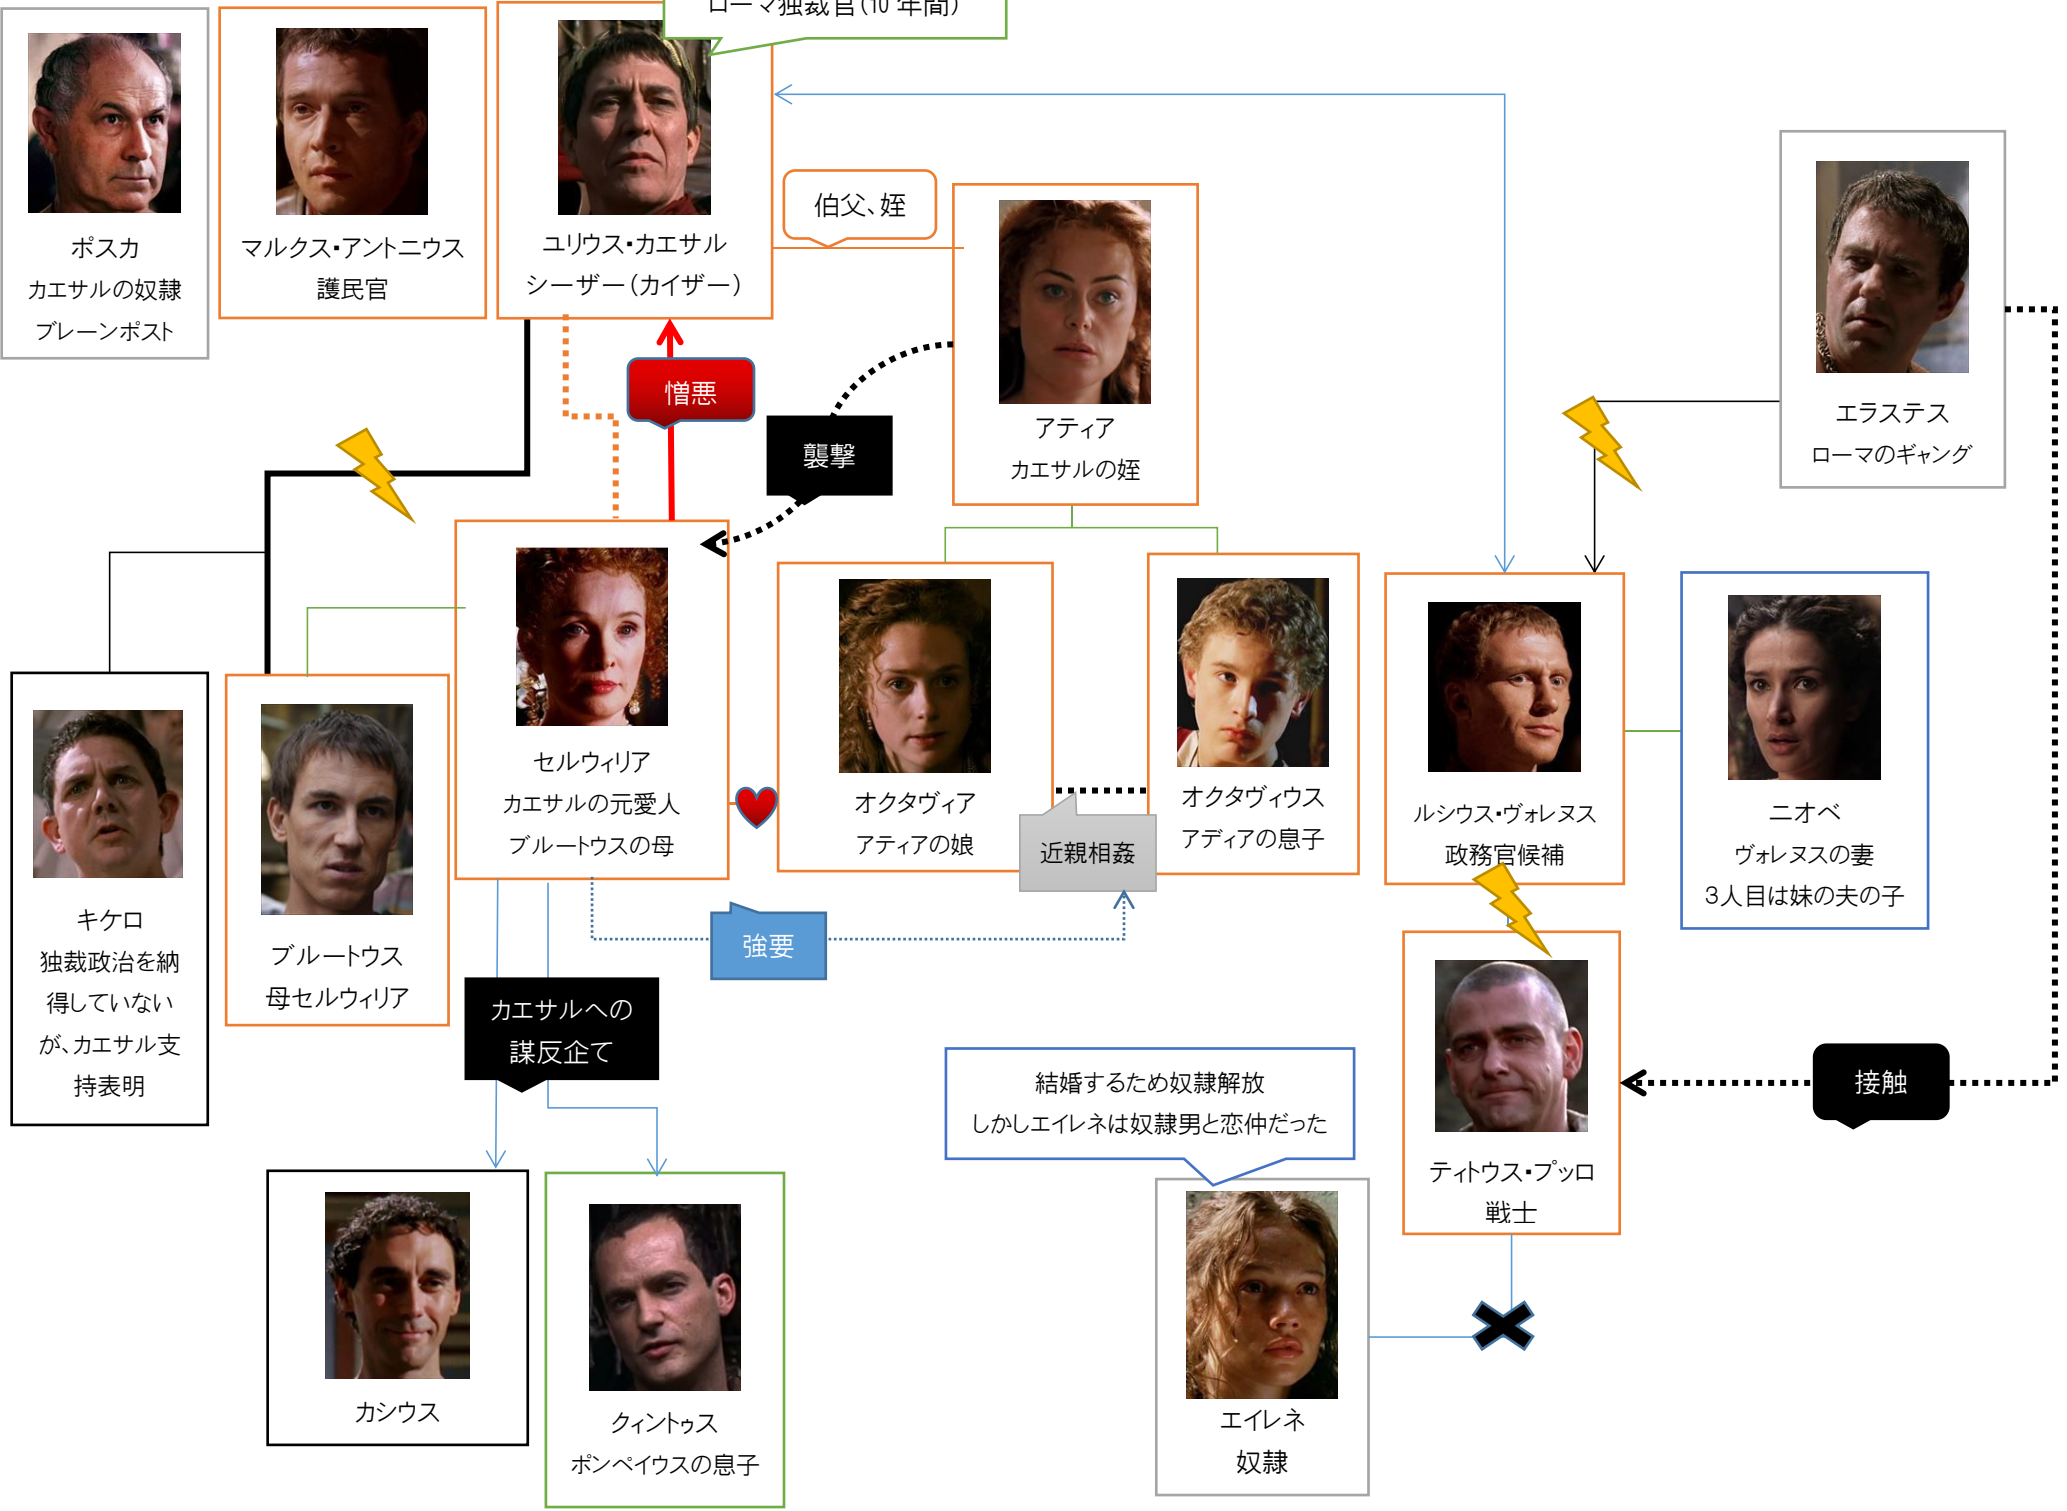 ローマ独裁官（10 年間）
ポスカ
カエサルの奴隷
ブレーンポスト
マルクス・アントニウス
護民官
ユリウス・カエサル
シーザー（カイザー）
伯父、姪
アティア
カエサルの姪
エラステス
ローマのギャング
憎悪
襲撃
セルウィリア
カエサルの元愛人
ブルートウスの母
オクタヴィア
アティアの娘
近親相姦
オクタヴィウス
アディアの息子
ルシウス・ヴォレヌス
政務官候補
ニオベ
ヴォレヌスの妻
３人目は妹の夫の子
キケロ
独裁政治を納
得していない
が、カエサル支
持表明
ブルートウス
母セルウィリア
強要
カエサルへの
謀反企て
結婚するため奴隷解放
しかしエイレネは奴隷男と恋仲だった
ティトウス・プッロ
戦士
接触
カシウス
クィントゥス
ポンペイウスの息子
エイレネ
奴隷